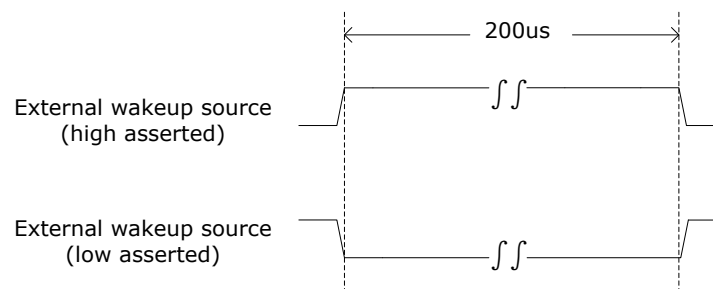 200us
External wakeup source
(high asserted)
External wakeup source
(low asserted)